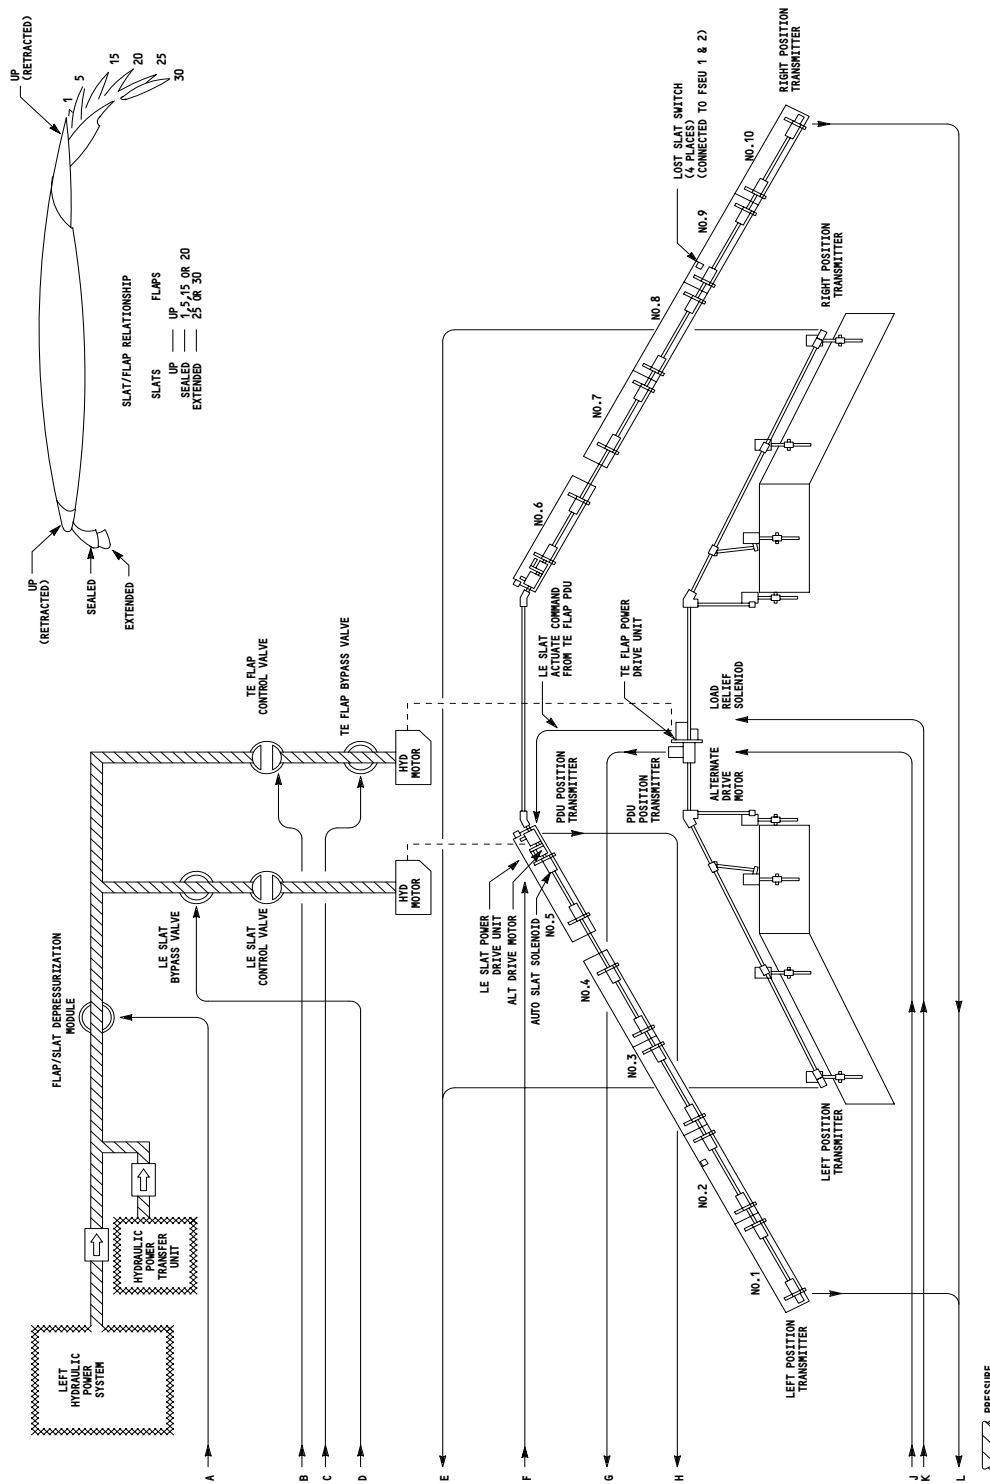 UP
(RETRACTED)
1
5
15
20
25
30
UP
(RETRACTED)
SEALED
EXTENDED
SLAT/FLAP RELATIONSHIP
SLATS FLAPS
UP UP
SEALED 1,5,15 OR 20
EXTENDED 25 OR 30
LEFT
HYDRAULIC
POWER
SYSTEM
HYDRAULIC
POWER
TRANSFER
UNIT
FLAP/SLAT DEPRESSURIZATION
MODULE
LE SLAT
BYPASS VALVE
LE SLAT
CONTROL VALVE
TE FLAP
CONTROL VALVE
TE FLAP BYPASS VALVE
HYD
MOTOR
HYD
MOTOR
A
B
C
D
E
F
G
H
J
K
L
LE SLAT POWER
DRIVE UNIT
ALT DRIVE MOTOR
AUTO SLAT SOLENOID
NO.5
NO.4
NO.3
NO.2
NO.1
LEFT POSITION
TRANSMITTER
PDU POSITION
TRANSMITTER
LE SLAT
ACTUATE COMMAND
FROM TE FLAP PDU
NO.6
NO.7
NO.8
NO.9
NO.10
LOST SLAT SWITCH
(4 PLACES)
(CONNECTED TO FSEU 1 & 2)
RIGHT POSITION
TRANSMITTER
PDU
POSITION
TRANSMITTER
TE FLAP POWER
DRIVE UNIT
ALTERNATE
DRIVE
MOTOR
LOAD
RELIEF
SOLENIOD
LEFT POSITION
TRANSMITTER
RIGHT POSITION
TRANSMITTER
PRESSURE